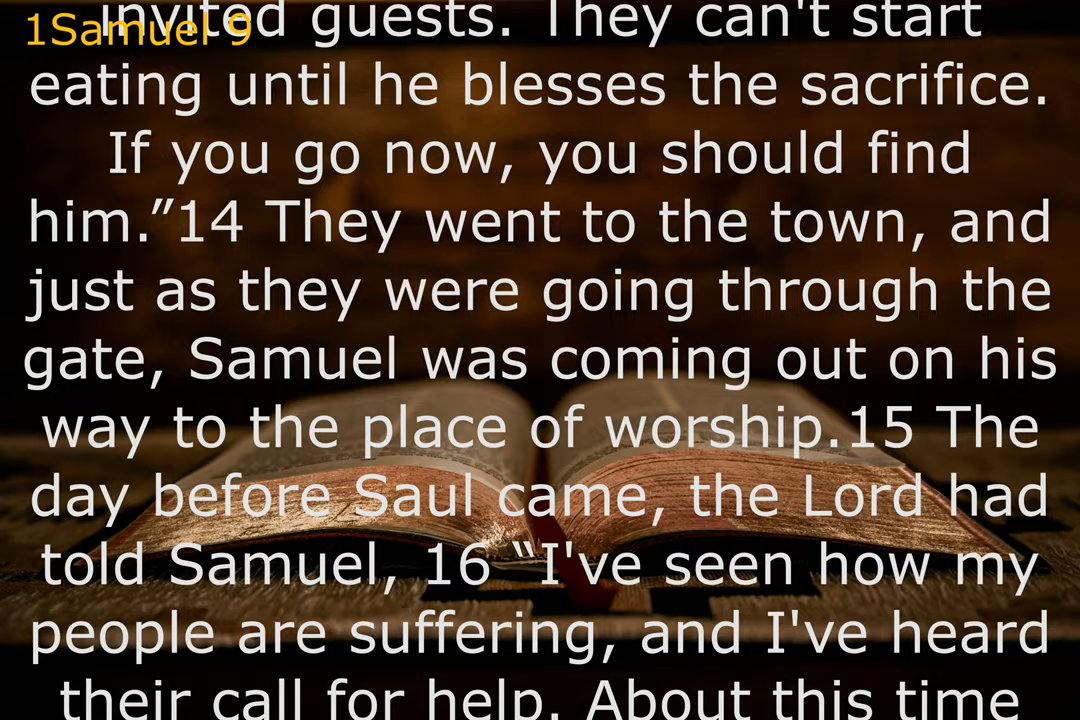 1Samuel 9
invited guests. They can't start
eating until he blesses the sacrifice.
If you go now, you should find
him.”14 They went to the town, and
just as they were going through the
gate, Samuel was coming out on his
way to the place of worship.15 The
day before Saul came, the Lord had
told Samuel, 16 “I've seen how my
people are suffering, and I've heard
their call for help. About this time